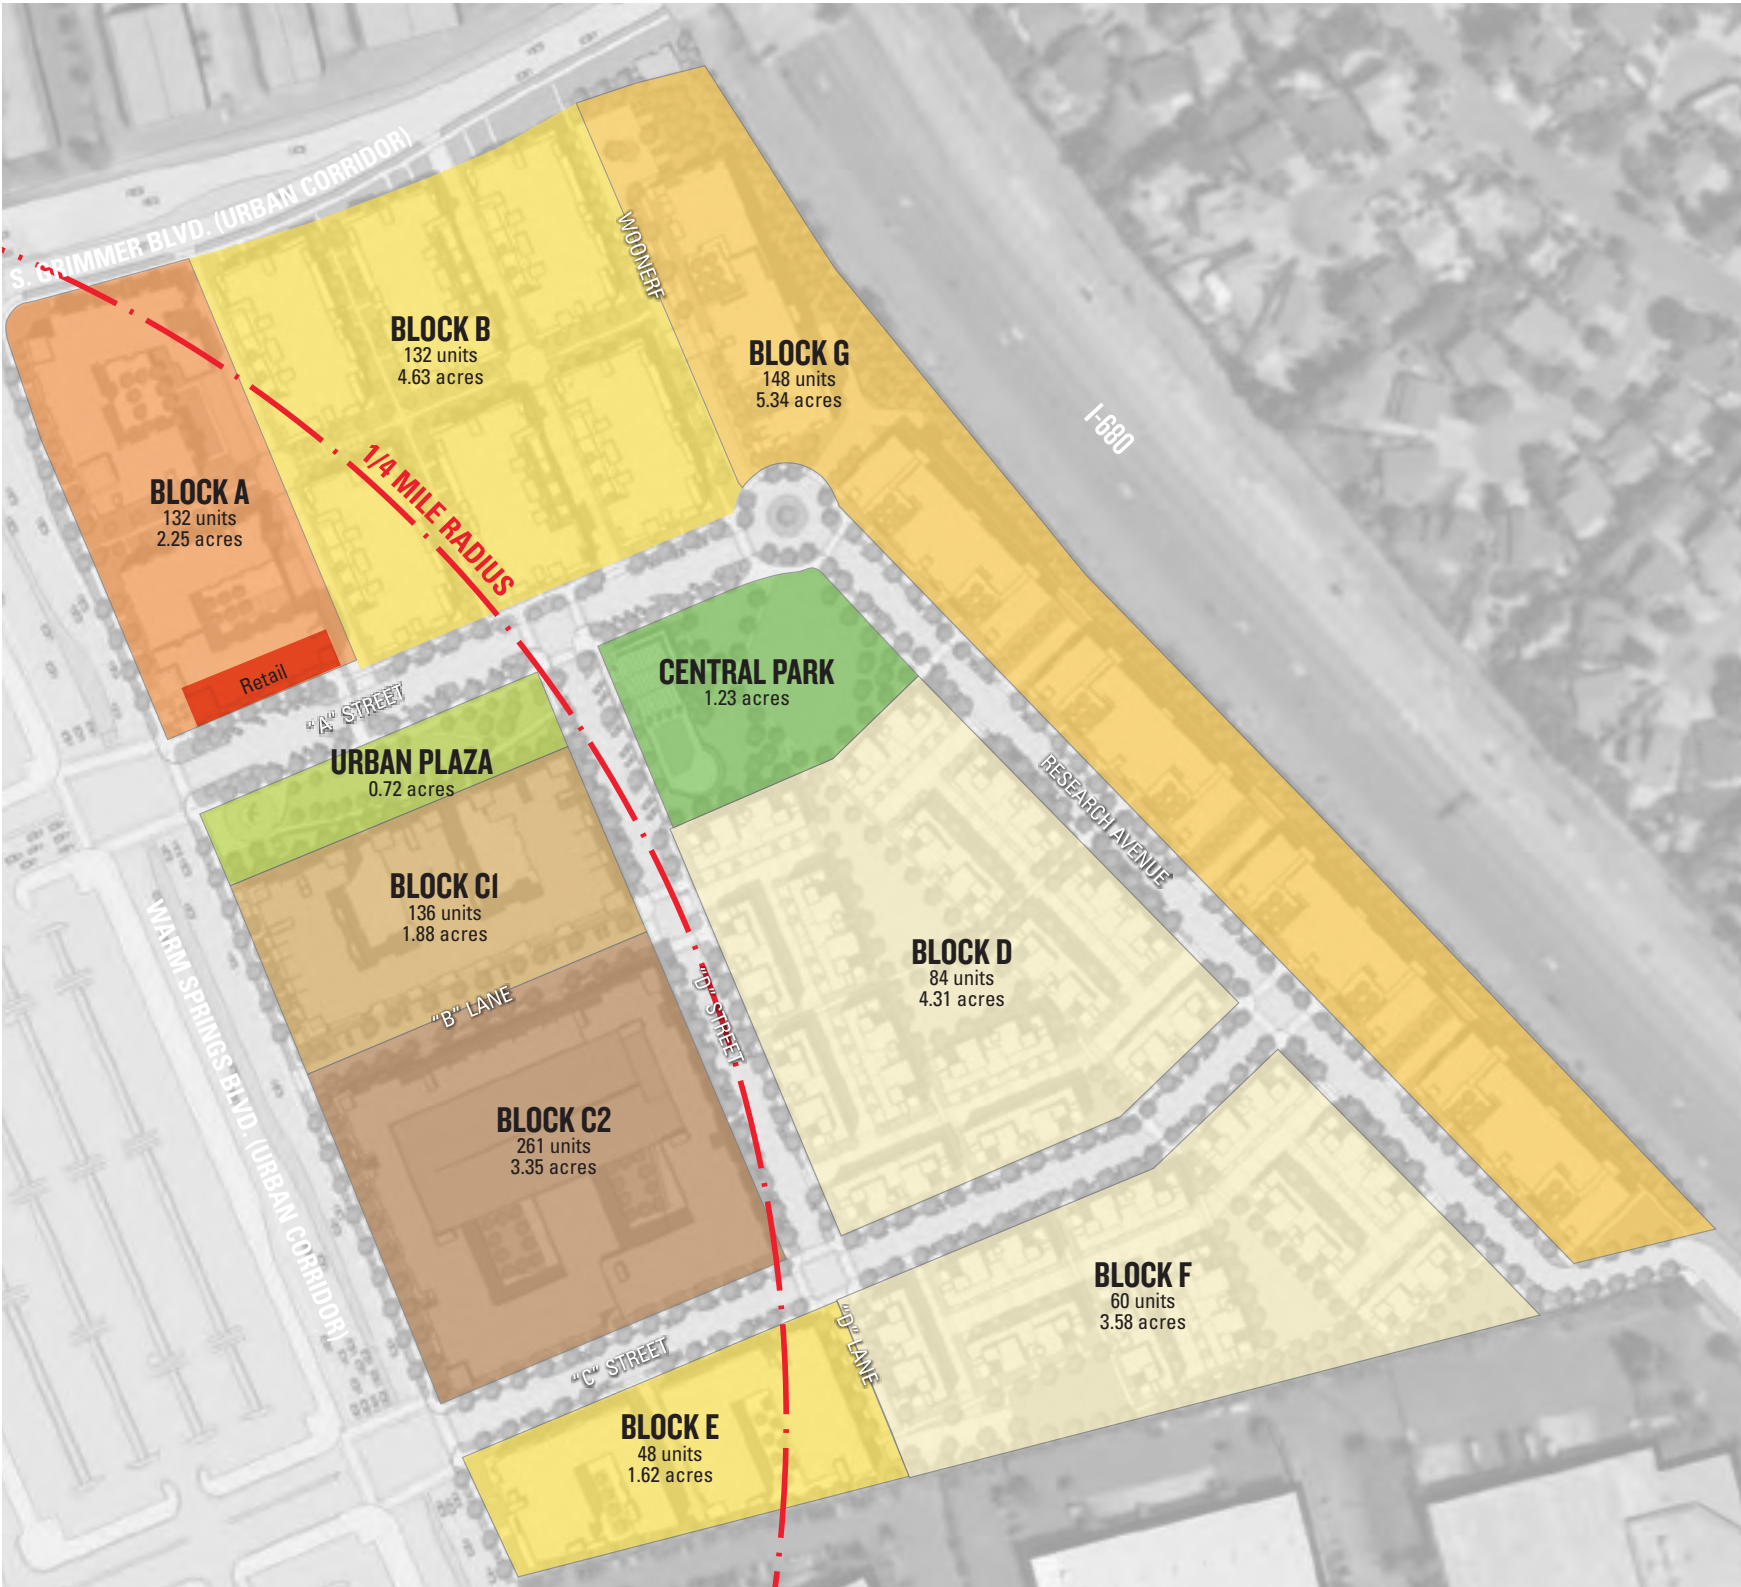 S. GRIMMER BLVD. (URBAN CORRIDOR)
WOONERF
BLOCK B
132 units
4.63 acres
BLOCK G
148 units
5.34 acres
I-680
1/4 MILE RADIUS
BLOCK A
132 units
2.25 acres
Retail
"A" STREET
CENTRAL PARK
1.23 acres
URBAN PLAZA
0.72 acres
RESEARCH AVENUE
BLOCK C1
136 units
1.88 acres
BLOCK D
84 units
4.31 acres
"B" LANE
"D" STREET
WARM SPRINGS BLVD. (URBAN CORRIDOR)
BLOCK C2
261 units
3.35 acres
BLOCK F
60 units
3.58 acres
"D" LANE
"C" STREET
BLOCK E
48 units
1.62 acres